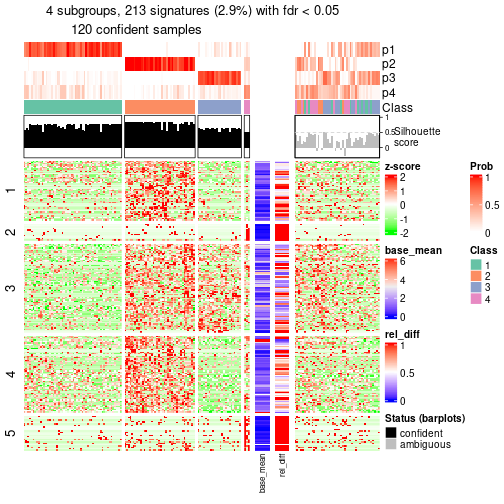 4 subgroups, 213 signatures (2.9%) with fdr < 0.05
120 confident samples
p1
p2
p3
p4
Class
1
0.5
0
Silhouette
score
1
2
3
4
5
base_mean
rel_diff
z-score
2
1
0
-1
-2
base_mean
6
4
2
0
rel_diff
1
0.5
0
Status (barplots)
confident
ambiguous
Prob
1
0.5
0
Class
1
2
3
4